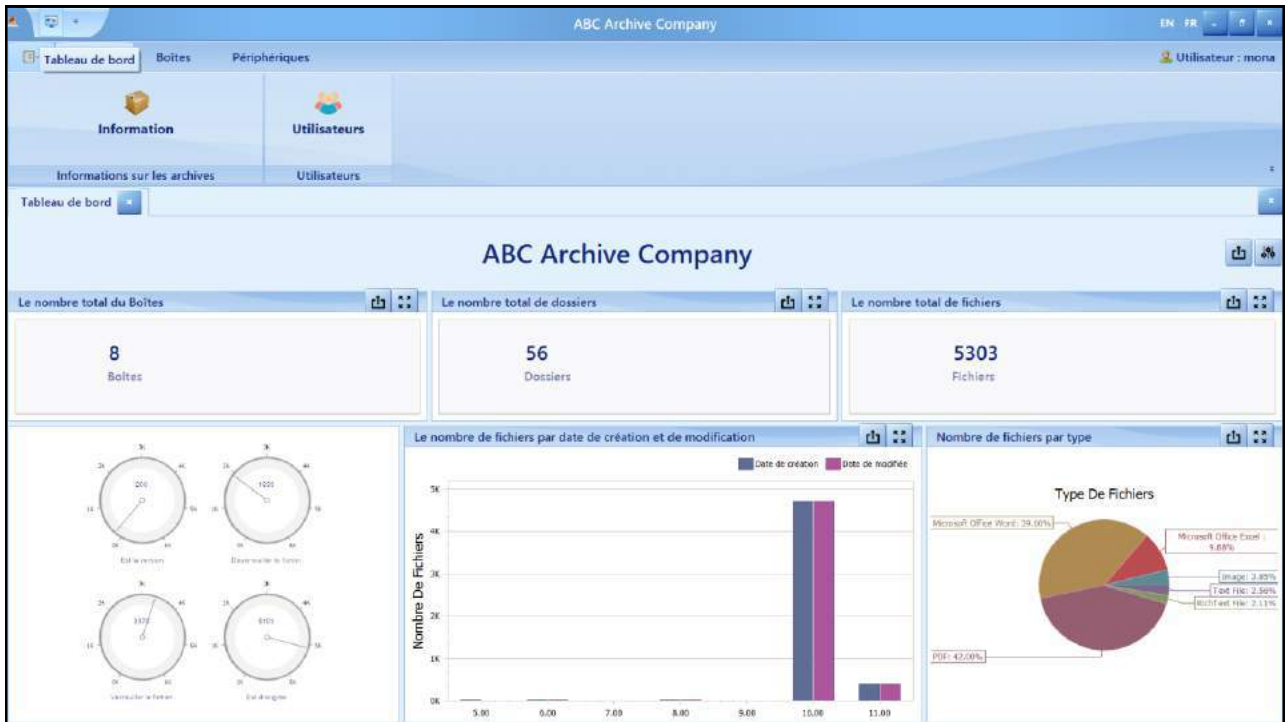 ABC Archive Company
EN FR
Tableau de bord Boîtes Périphériques
Utilisateur : mona
Information
Utilisateurs
Informations sur les archives
Utilisateurs
Tableau de bord
ABC Archive Company
Le nombre total du Boîtes
Le nombre total de dossiers
Le nombre total de fichiers
8
Boîtes
56
Dossiers
5303
Fichiers
Le nombre de fichiers par date de création et de modification
Nombre de fichiers par type
Date de création Date de modifiée
Nombre De Fichiers
5K
4K
3K
2K
1K
0K
5.00 6.00 7.00 8.00 9.00 10.00 11.00
Type De Fichiers
Microsoft Office Excel :
9.88%
Image: 3.85%
Text File: 2.56%
RichText File: 2.11%
PDF: 42.00%
Microsoft Office Word: